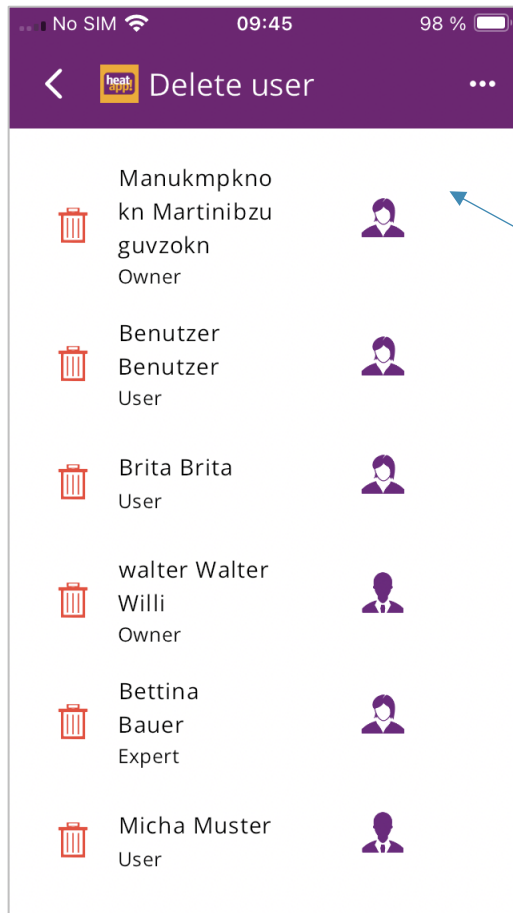 No SIM 09:45 98 %
heat app! Delete user
Manukmpkno
kn Martinibzu
guvzokn
Owner
Benutzer
Benutzer
User
Brita Brita
User
walter Walter
Willi
Owner
Bettina
Bauer
Expert
Micha Muster
User